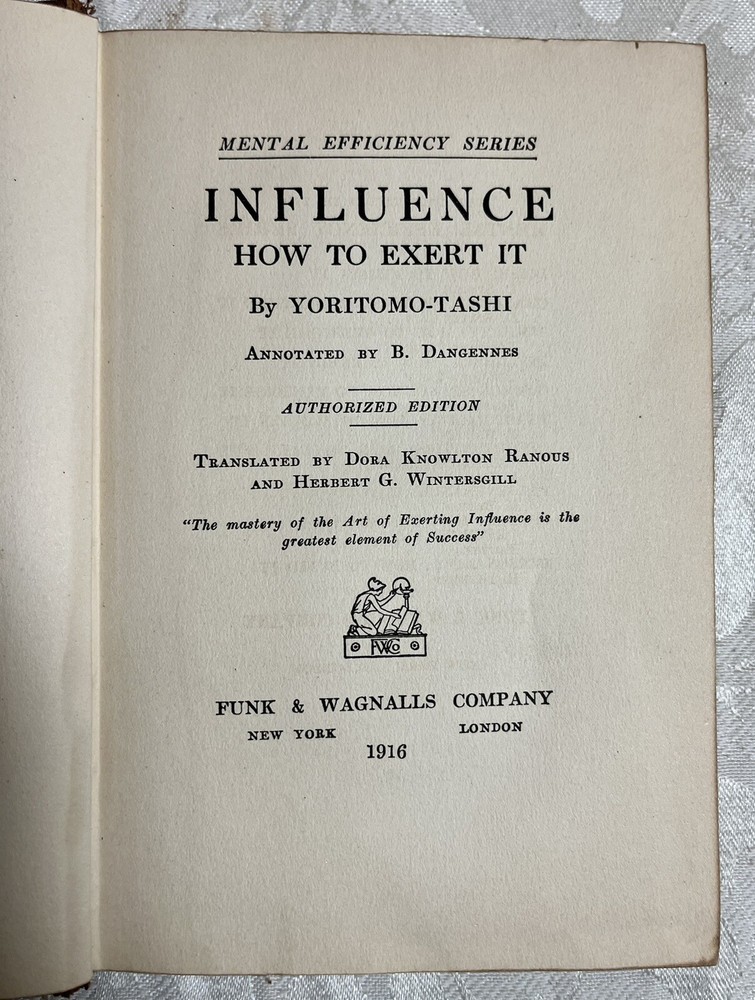 MENTAL EFFICIENCY SERIES
INFLUENCE
HOW TO EXERT IT
By YORITOMO-TASHI
ANNOTATED BY B. DANGENNES
AUTHORIZED EDITION
TRANSLATED BY DORA KNOWLTON RANOUS
AND HERBERT G. WINTERSGILL
"The mastery of the Art of Exerting Influence is the
greatest element of Success"
FWCo
FUNK & WAGNALLS COMPANY
NEW YORK LONDON
1916